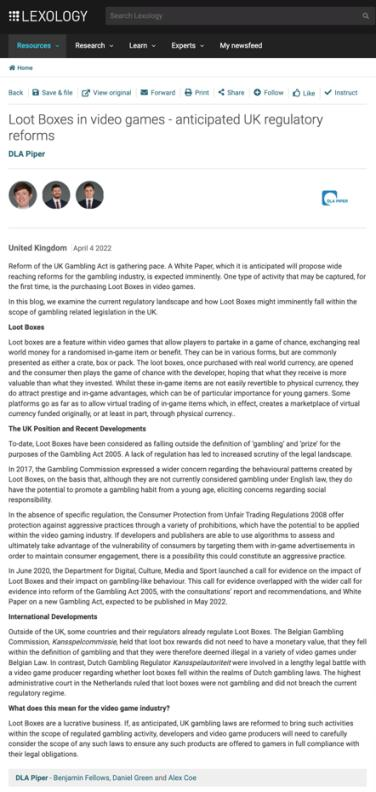 LEXOLOGY
Search Lexology
Resources
Research
Learn
Experts
My newsfeed
Home
Back
Save & file
View original
Forward
Print
Share
Follow
Like
Instruct
Loot Boxes in video games - anticipated UK regulatory
reforms
DLA Piper
DLA PIPER
United Kingdom April 4 2022
Reform of the UK Gambling Act is gathering pace. A White Paper, which it is anticipated will propose wide
reaching reforms for the gambling industry, is expected imminently. One type of activity that may be captured, for
the first time, is the purchasing Loot Boxes in video games.
In this blog, we examine the current regulatory landscape and how Loot Boxes might imminently fall within the
scope of gambling related legislation in the UK.
Loot Boxes
Loot boxes are a feature within video games that allow players to partake in a game of chance, exchanging real
world money for a randomised in-game item or benefit. They can be in various forms, but are commonly
presented as either a crate, box or pack. The loot boxes, once purchased with real world currency, are opened
and the consumer then plays the game of chance with the developer, hoping that what they receive is more
valuable than what they invested. Whilst these in-game items are not easily revertible to physical currency, they
do attract prestige and in-game advantages, which can be of particular importance for young gamers. Some
platforms go as far as to allow virtual trading of in-game items which, in effect, creates a marketplace of virtual
currency funded originally, or at least in part, through physical currency..
The UK Position and Recent Developments
To-date, Loot Boxes have been considered as falling outside the definition of 'gambling' and 'prize' for the
purposes of the Gambling Act 2005. A lack of regulation has led to increased scrutiny of the legal landscape.
In 2017, the Gambling Commission expressed a wider concern regarding the behavioural patterns created by
Loot Boxes, on the basis that, although they are not currently considered gambling under English law, they do
have the potential to promote a gambling habit from a young age, eliciting concerns regarding social
responsibility.
In the absence of specific regulation, the Consumer Protection from Unfair Trading Regulations 2008 offer
protection against aggressive practices through a variety of prohibitions, which have the potential to be applied
within the video gaming industry. If developers and publishers are able to use algorithms to assess and
ultimately take advantage of the vulnerability of consumers by targeting them with in-game advertisements in
order to maintain consumer engagement, there is a possibility this could constitute an aggressive practice.
In June 2020, the Department for Digital, Culture, Media and Sport launched a call for evidence on the impact of
Loot Boxes and their impact on gambling-like behaviour. This call for evidence overlapped with the wider call for
evidence into reform of the Gambling Act 2005, with the consultations' report and recommendations, and White
Paper on a new Gambling Act, expected to be published in May 2022.
International Developments
Outside of the UK, some countries and their regulators already regulate Loot Boxes. The Belgian Gambling
Commission, Kansspelcommissie, held that loot box rewards did not need to have a monetary value, that they fell
within the definition of gambling and that they were therefore deemed illegal in a variety of video games under
Belgian Law. In contrast, Dutch Gambling Regulator Kansspelautoriteit were involved in a lengthy legal battle with
a video game producer regarding whether loot boxes fell within the realms of Dutch gambling laws. The highest
administrative court in the Netherlands ruled that loot boxes were not gambling and did not breach the current
regulatory regime.
What does this mean for the video game industry?
Loot Boxes are a lucrative business. If, as anticipated, UK gambling laws are reformed to bring such activities
within the scope of regulated gambling activity, developers and video game producers will need to carefully
consider the scope of any such laws to ensure any such products are offered to gamers in full compliance with
their legal obligations.
DLA Piper - Benjamin Fellows, Daniel Green and Alex Coe